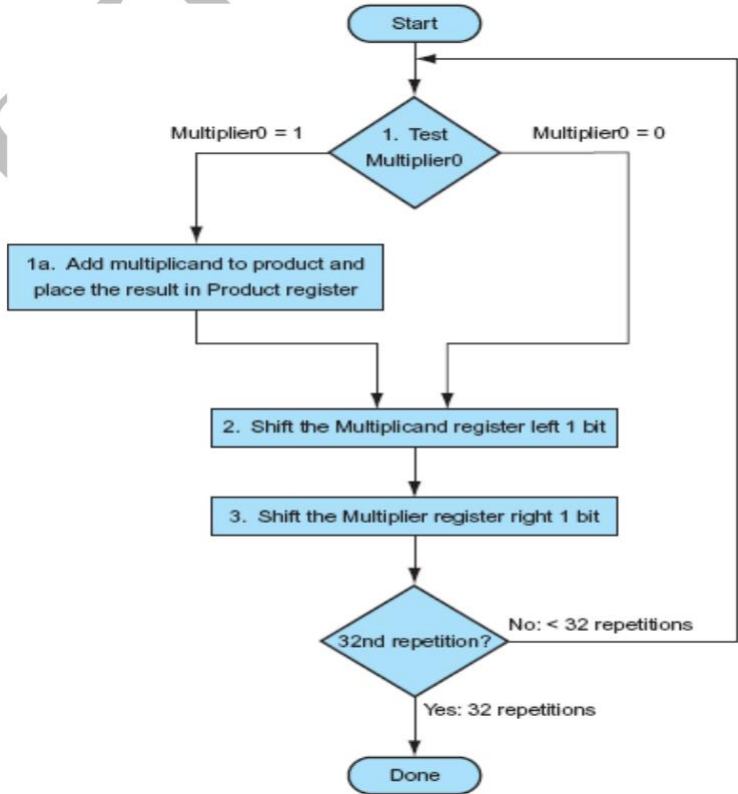 Start
Multiplier0 = 1
1. Test
Multiplier0
Multiplier0 = 0
1a. Add multiplicand to product and
place the result in Product register
2. Shift the Multiplicand register left 1 bit
3. Shift the Multiplier register right 1 bit
32nd repetition?
No: < 32 repetitions
Yes: 32 repetitions
Done